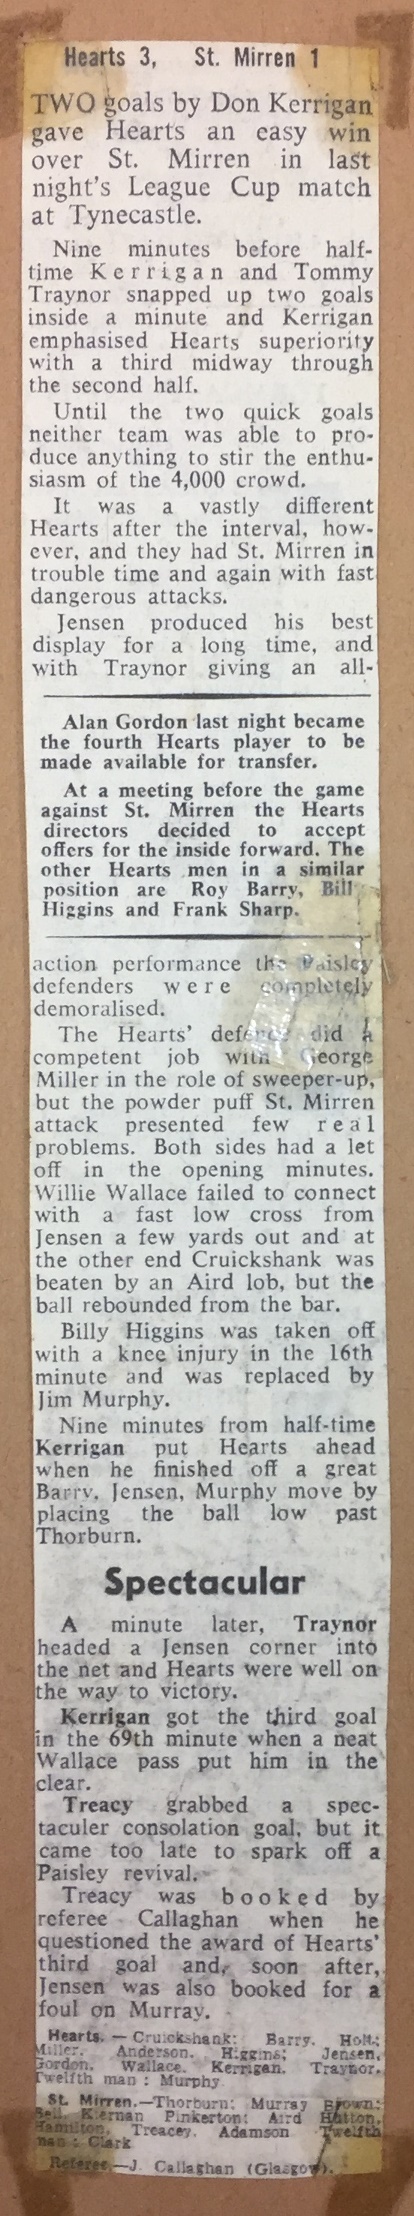 Hearts 3, St. Mirren 1
TWO goals by Don Kerrigan
gave Hearts an easy win
over St. Mirren in last
night's League Cup match
at Tynecastle.
Nine minutes before half-
time Kerrigan and Tommy
Traynor snapped up two goals
inside a minute and Kerrigan
emphasised Hearts superiority
with a third midway through
the second half.
Until the two quick goals
neither team was able to pro-
duce anything to stir the enthu-
siasm of the 4,000 crowd.
It was a vastly different
Hearts after the interval, how-
ever, and they had St. Mirren in
trouble time and again with fast
dangerous attacks.
Jensen produced his best
display for a long time, and
with Traynor giving an all-
Alan Gordon last night became
the fourth Hearts player to be
made available for transfer.
At a meeting before the game
against St. Mirren the Hearts
directors decided to accept
offers for the inside forward. The
other Hearts men in a similar
position are Roy Barry, Bill
Higgins and Frank Sharp.
action performance the Paisley
defenders were completely
demoralised.
The Hearts' defence did a
competent job with George
Miller in the role of sweeper-up,
but the powder puff St. Mirren
attack presented few real
problems. Both sides had a let
off in the opening minutes.
Willie Wallace failed to connect
with a fast low cross from
Jensen a few yards out and at
the other end Cruickshank was
beaten by an Aird lob, but the
ball rebounded from the bar.
Billy Higgins was taken off
with a knee injury in the 16th
minute and was replaced by
Jim Murphy.
Nine minutes from half-time
Kerrigan put Hearts ahead
when he finished off a great
Barry, Jensen, Murphy move by
placing the ball low past
Thorburn.
Spectacular
A minute later, Traynor
headed a Jensen corner into
the net and Hearts were well on
the way to victory.
Kerrigan got the third goal
in the 69th minute when a neat
Wallace pass put him in the
clear.
Treacy grabbed a spec-
taculer consolation goal, but it
came too late to spark off a
Paisley revival.
Treacy was booked by
referee Callaghan when he
questioned the award of Hearts'
third goal and, soon after,
Jensen was also booked for a
foul on Murray.
Hearts. — Cruickshank: Barry. Holt;
Miller. Anderson. Higgins; Jensen,
Gordon. Wallace. Kerrigan. Traynor.
Twelfth man : Murphy
St. Mirren.—Thorburn: Murray Brown;
Bell. Kiernan Pinkerton; Aird Hutton,
Hamilton, Treacey. Adamson Twelfth
man : Clark
Referee—J. Callaghan (Glasgow).